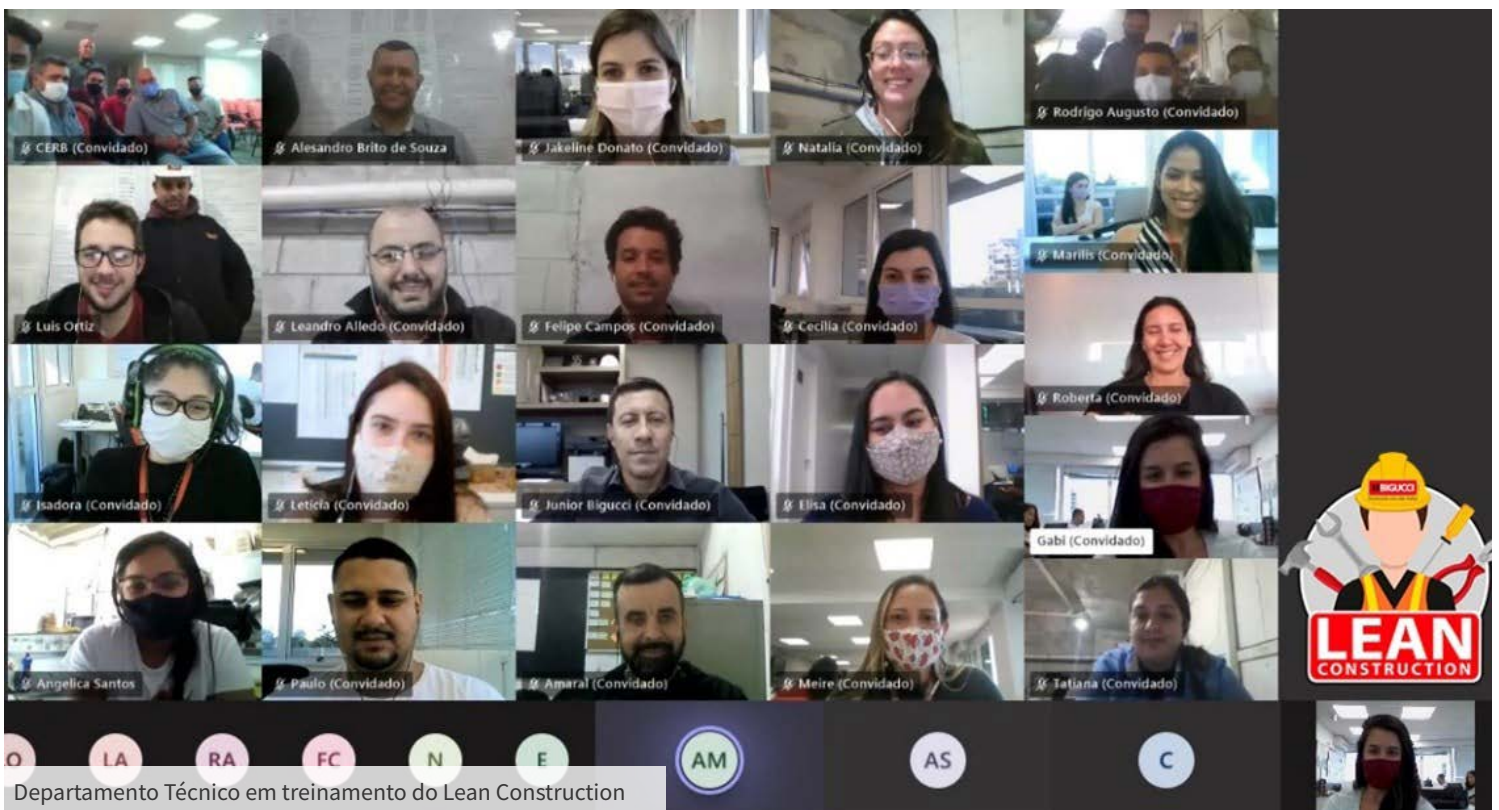 CERB (Convidado)
Alesandro Brito de Souza
Jakeline Donato (Convidado)
Natalia (Convidado)
Rodrigo Augusto (Convidado)
Luis Ortiz
Leandro Alledo (Convidado)
Felipe Campos (Convidado)
Cecília (Convidado)
Marilis (Convidado)
Roberta (Convidado)
Isadora (Convidado)
Letícia (Convidado)
Junior Bigucci (Convidado)
Elisa (Convidado)
Gabi (Convidado)
Angelica Santos
Paulo (Convidado)
Amaral (Convidado)
Meire (Convidado)
Tatiana (Convidado)
BIGUCCI
LEAN
CONSTRUCTION
O
LA
RA
FC
N
E
AM
AS
C
Departamento Técnico em treinamento do Lean Construction